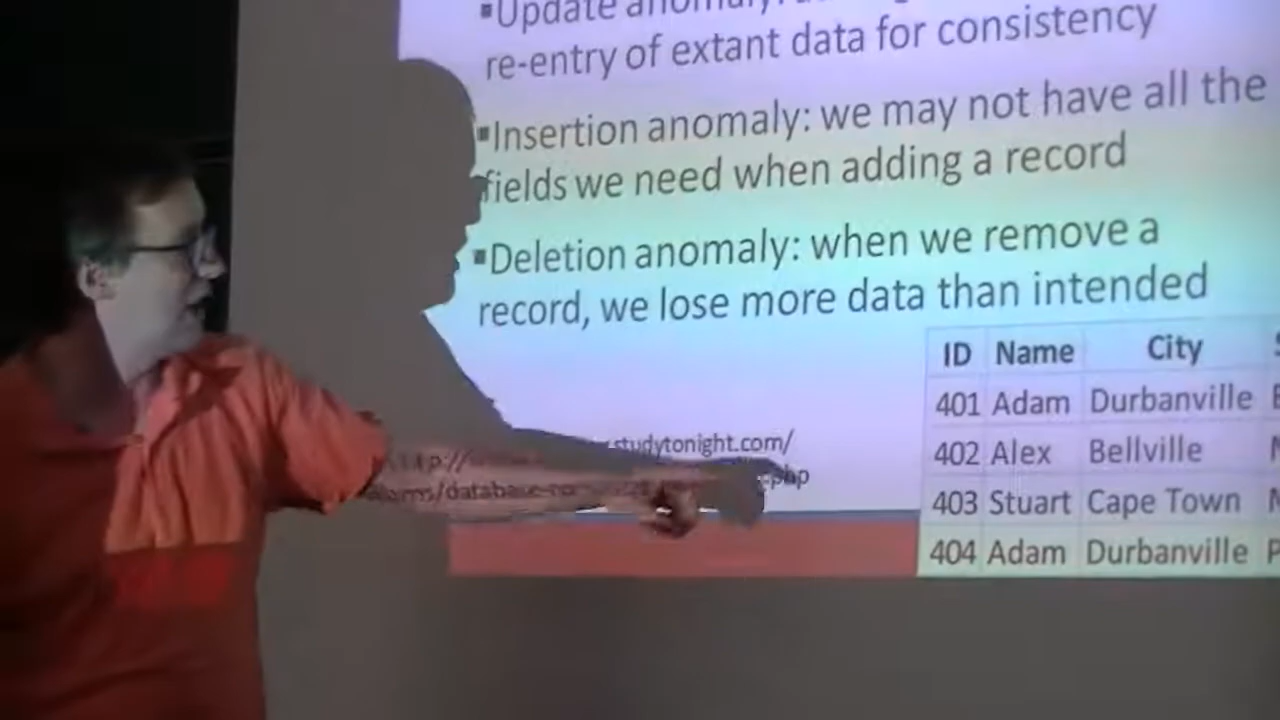 ▪Update anomaly:
re-entry of extant data for consistency
▪Insertion anomaly: we may not have all the
fields we need when adding a record
▪Deletion anomaly: when we remove a
record, we lose more data than intended
ID Name City
401 Adam Durbanville
402 Alex Bellville
403 Stuart Cape Town
404 Adam Durbanville
studytonight.com/